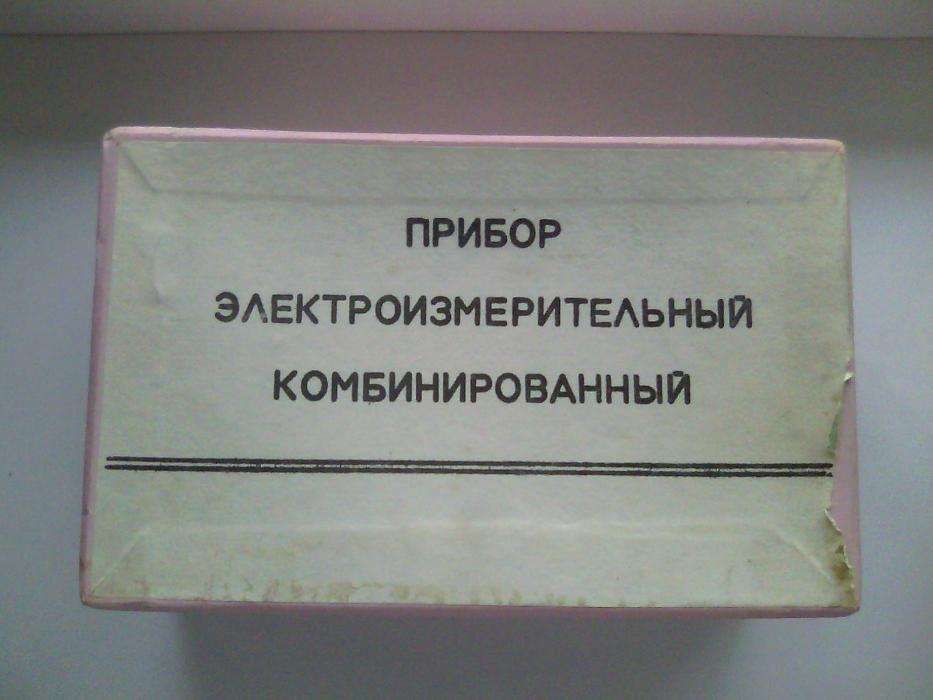 ПРИБОР
ЭЛЕКТРОИЗМЕРИТЕЛЬНЫЙ
КОМБИНИРОВАННЫЙ